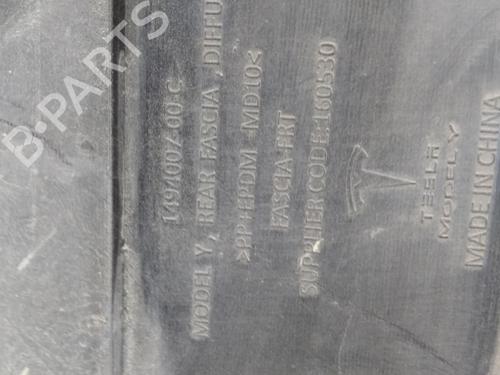 B-PARTS
1494007-00-C
MODEL Y, REAR FASCIA, DIFFU
>PP+EPDM-MD10<
FASCIA-FRT
SUPPLIER CODE: 160530
TESLA
MODEL Y
MADE IN CHINA